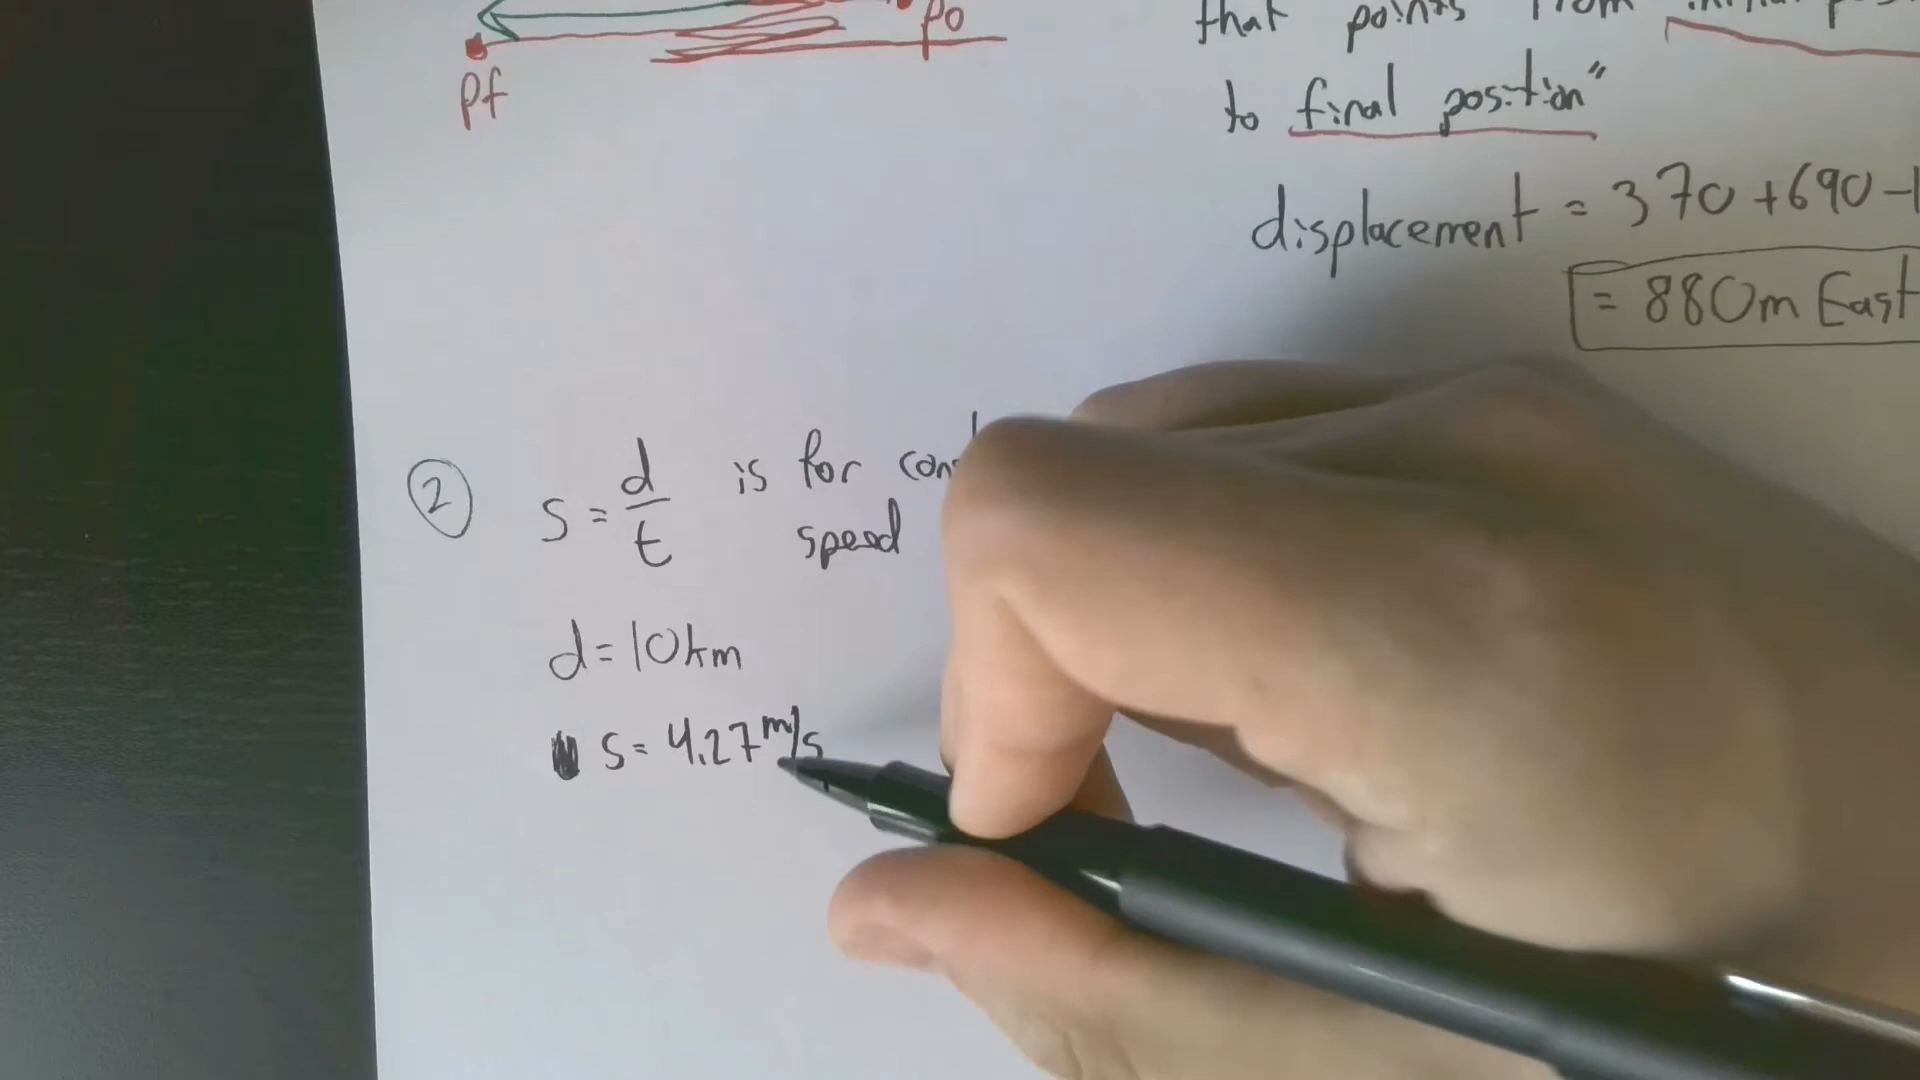 po
pf
that points from
to final position"
displacement = 370 + 690 -
= 880m East
2 s = d/t is for
speed
d = 10km
s = 4.27 m/s